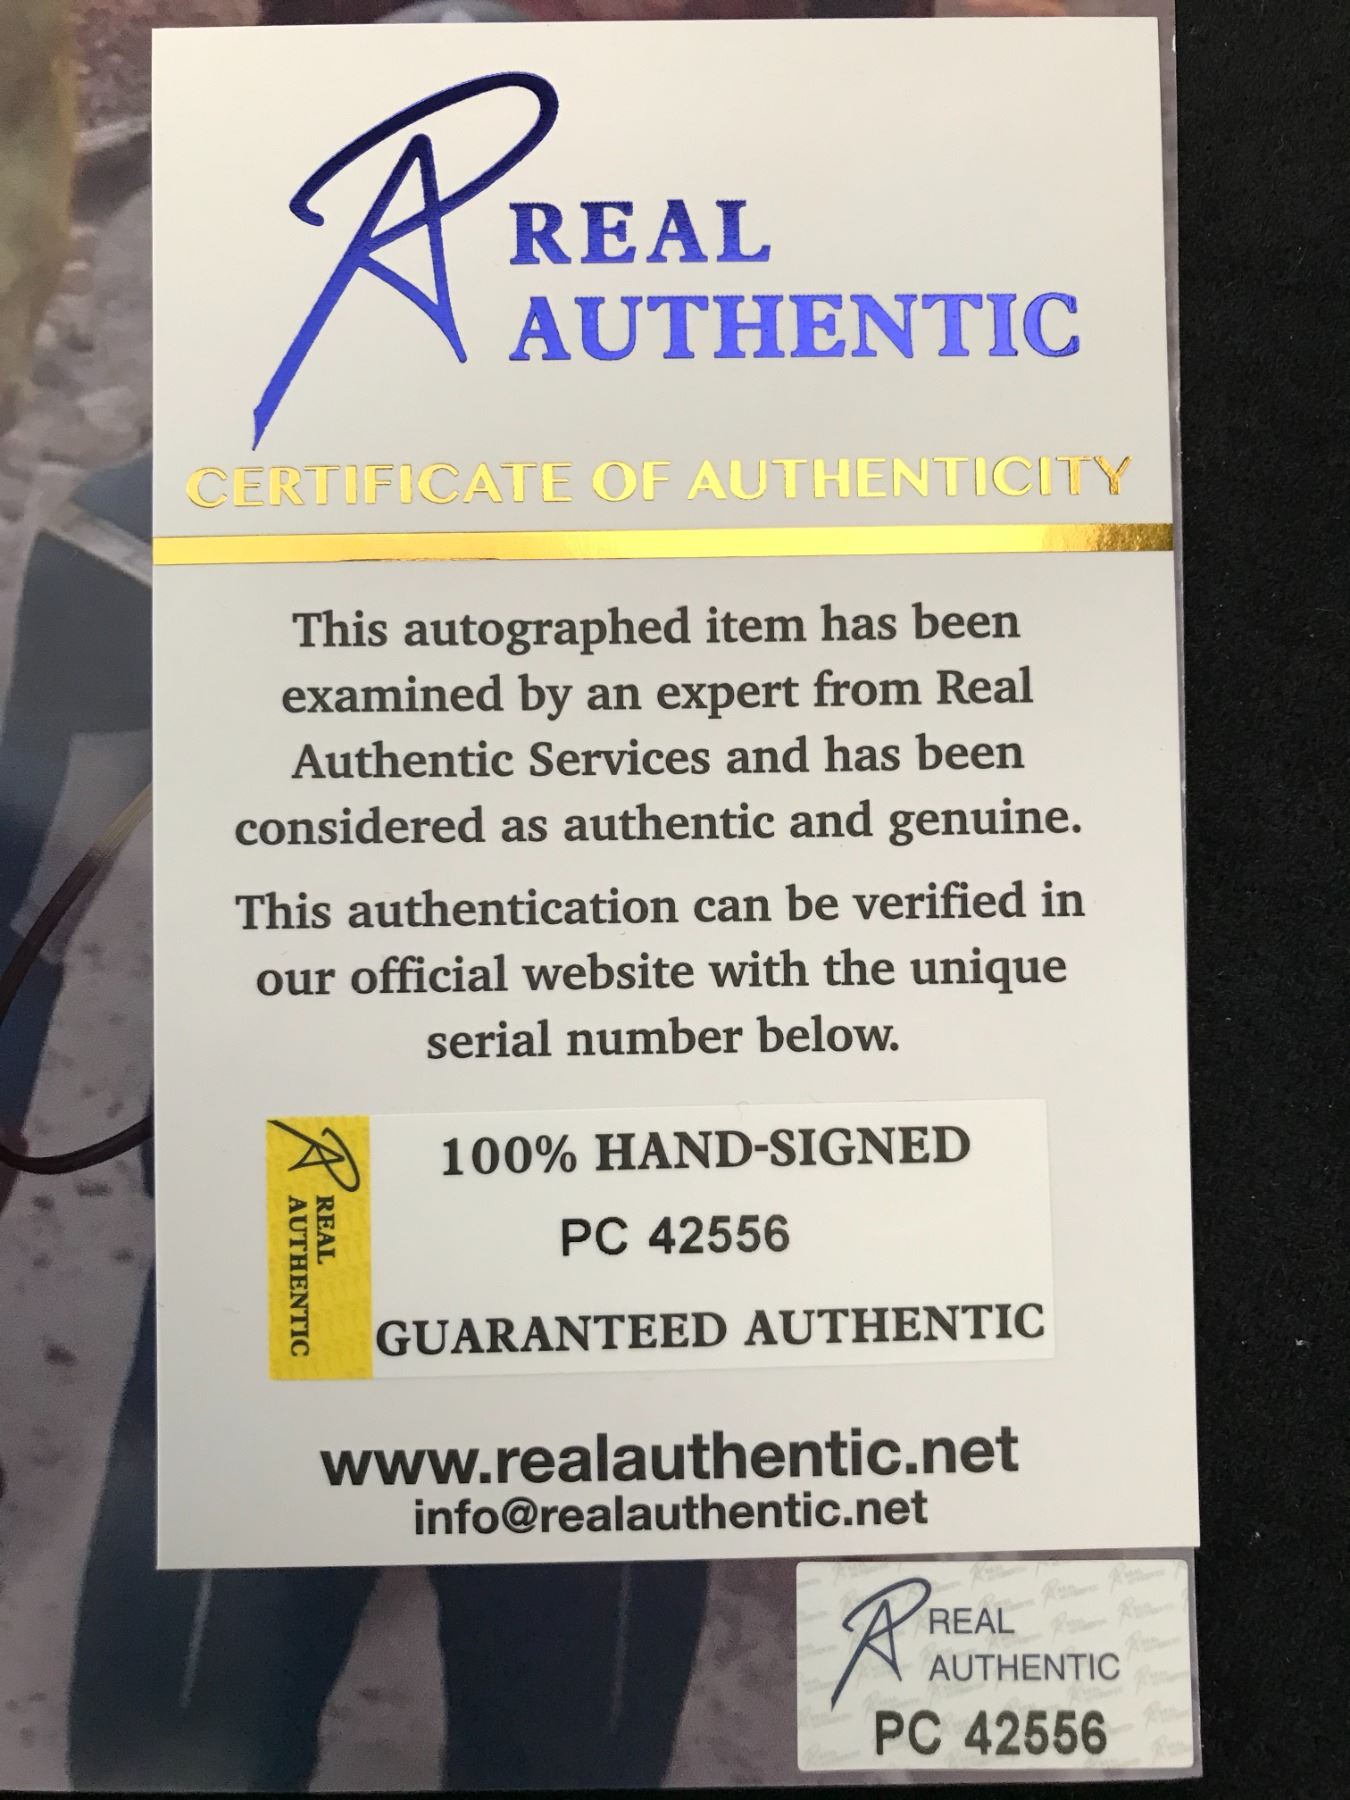 REAL
AUTHENTIC
CERTIFICATE OF AUTHENTICITY
This autographed item has been
examined by an expert from Real
Authentic Services and has been
considered as authentic and genuine.
This authentication can be verified in
our official website with the unique
serial number below.
REAL
AUTHENTIC
100% HAND-SIGNED
PC 42556
GUARANTEED AUTHENTIC
www.realauthentic.net
info@realauthentic.net
REAL
AUTHENTIC
PC 42556